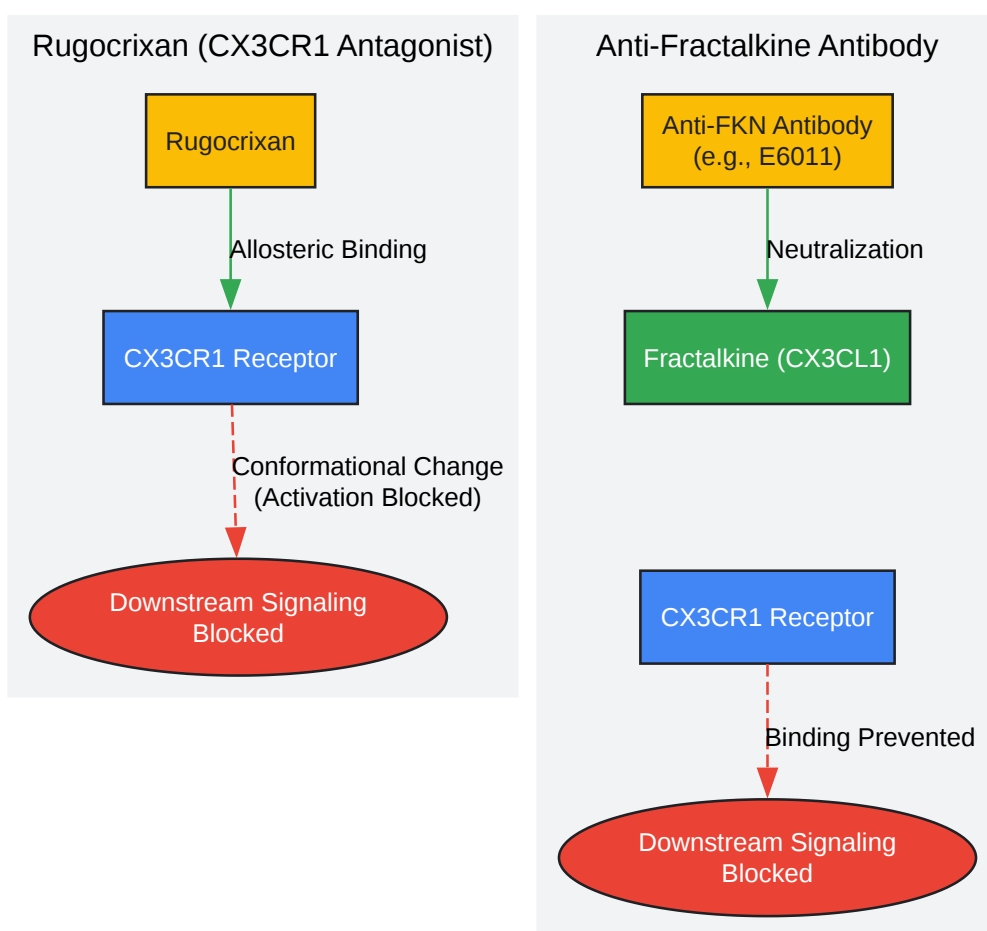 Rugocrixan (CX3CR1 Antagonist)
Rugocrixan
Allosteric Binding
CX3CR1 Receptor
Conformational Change
(Activation Blocked)
Downstream Signaling
Blocked
Anti-Fractalkine Antibody
Anti-FKN Antibody
(e.g., E6011)
Neutralization
Fractalkine (CX3CL1)
CX3CR1 Receptor
Binding Prevented
Downstream Signaling
Blocked